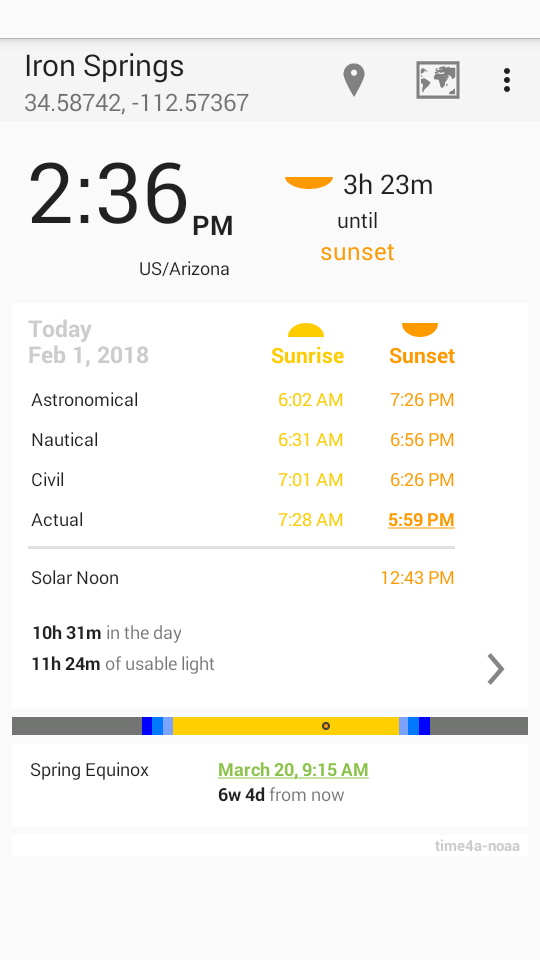 Iron Springs
34.58742, -112.57367
2:36 PM
US/Arizona
3h 23m
until
sunset
Today
Feb 1, 2018
Sunrise Sunset
Astronomical 6:02 AM 7:26 PM
Nautical 6:31 AM 6:56 PM
Civil 7:01 AM 6:26 PM
Actual 7:28 AM 5:59 PM
Solar Noon 12:43 PM
10h 31m in the day
11h 24m of usable light
Spring Equinox March 20, 9:15 AM
6w 4d from now
time4a-noaa